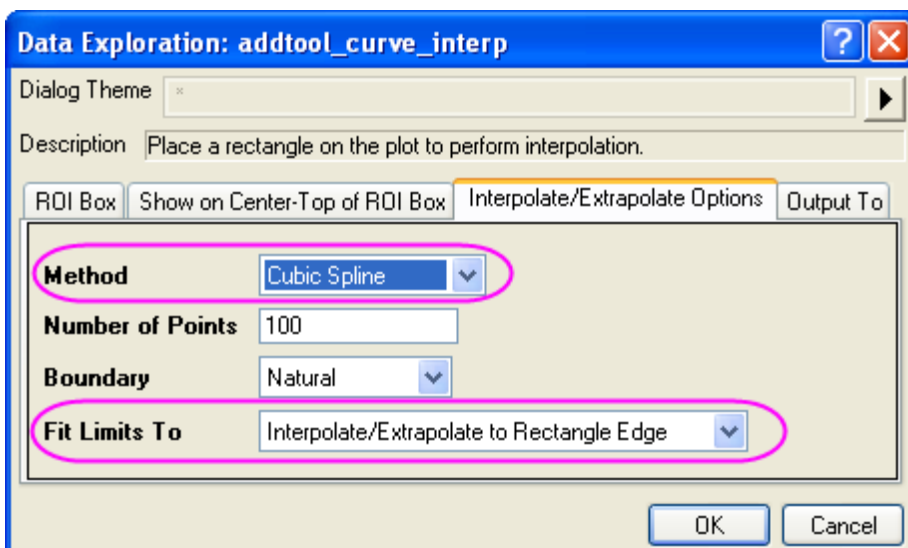 Data Exploration: addtool_curve_interp
Dialog Theme *
Description Place a rectangle on the plot to perform interpolation.
ROI Box Show on Center-Top of ROI Box Interpolate/Extrapolate Options Output To
Method Cubic Spline
Number of Points 100
Boundary Natural
Fit Limits To Interpolate/Extrapolate to Rectangle Edge
OK Cancel